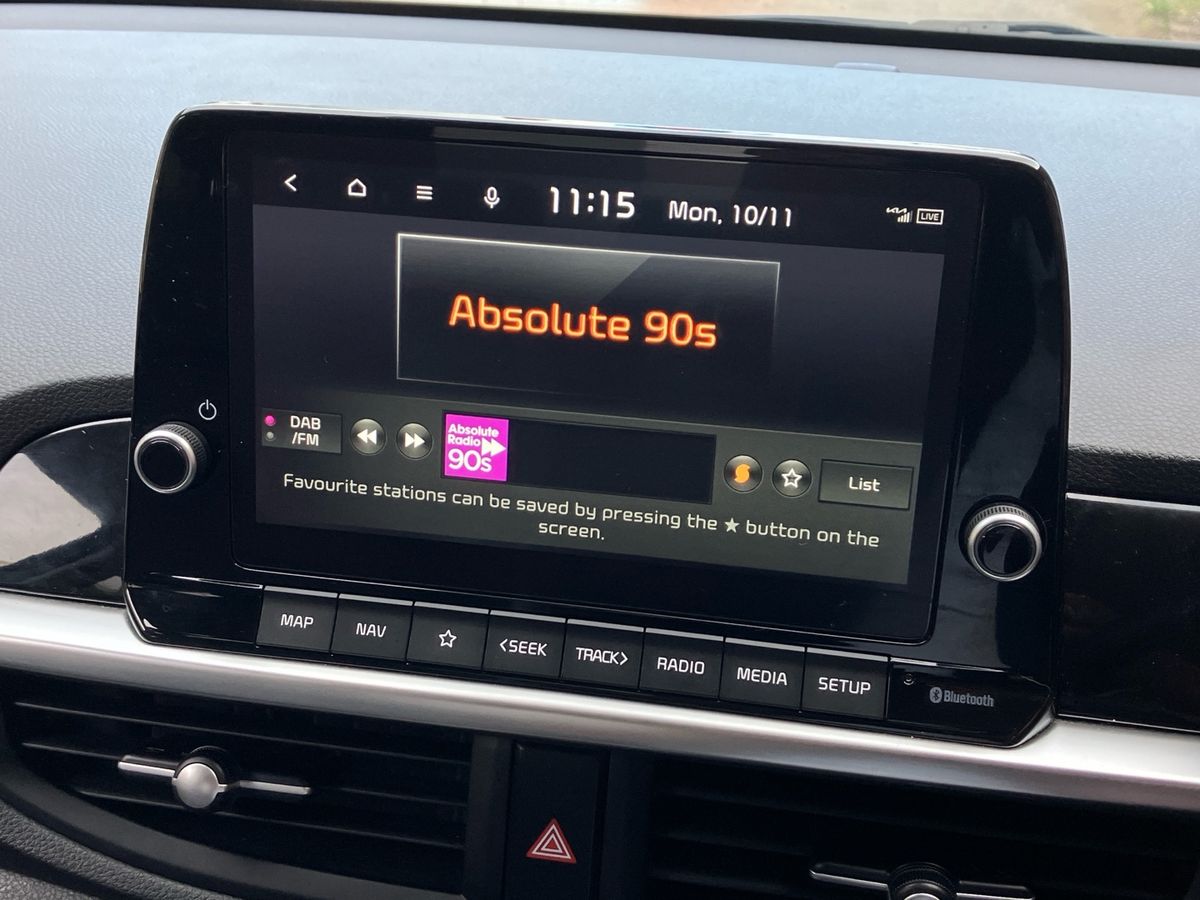 11:15 Mon, 10/11 KIA LIVE
Absolute 90s
DAB
/FM
Absolute
Radio
90s
List
Favourite stations can be saved by pressing the ★ button on the
screen.
MAP NAV <SEEK TRACK> RADIO MEDIA SETUP
Bluetooth